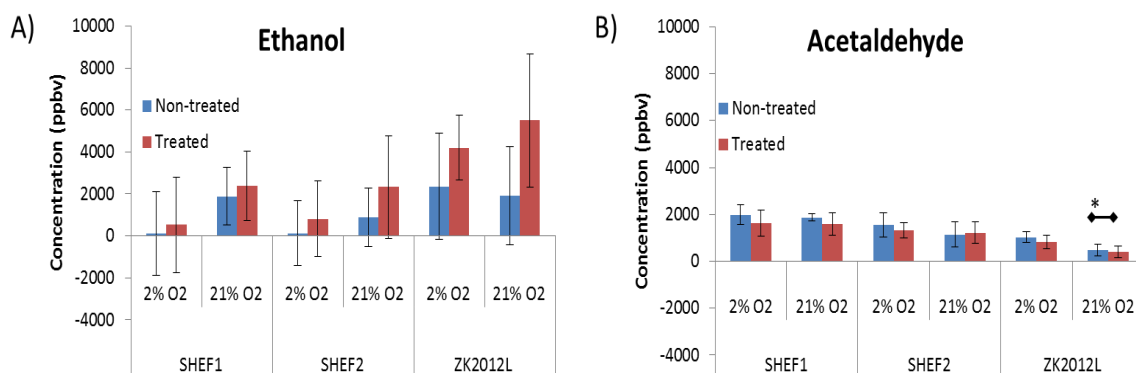 A)
Ethanol
Concentration (ppbv)
10000
8000
6000
4000
2000
0
-2000
-4000
Non-treated
Treated
2% O2 21% O2 2% O2 21% O2 2% O2 21% O2
SHEF1 SHEF2 ZK2012L
B)
Acetaldehyde
Concentration (ppbv)
10000
8000
6000
4000
2000
0
-2000
-4000
Non-treated
Treated
*
2% O2 21% O2 2% O2 21% O2 2% O2 21% O2
SHEF1 SHEF2 ZK2012L